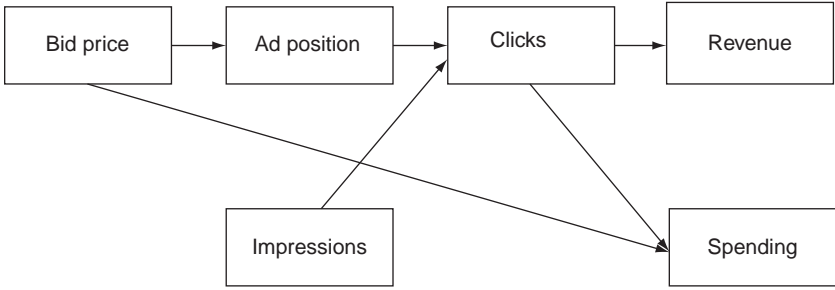 Bid price
Ad position
Clicks
Revenue
Impressions
Spending